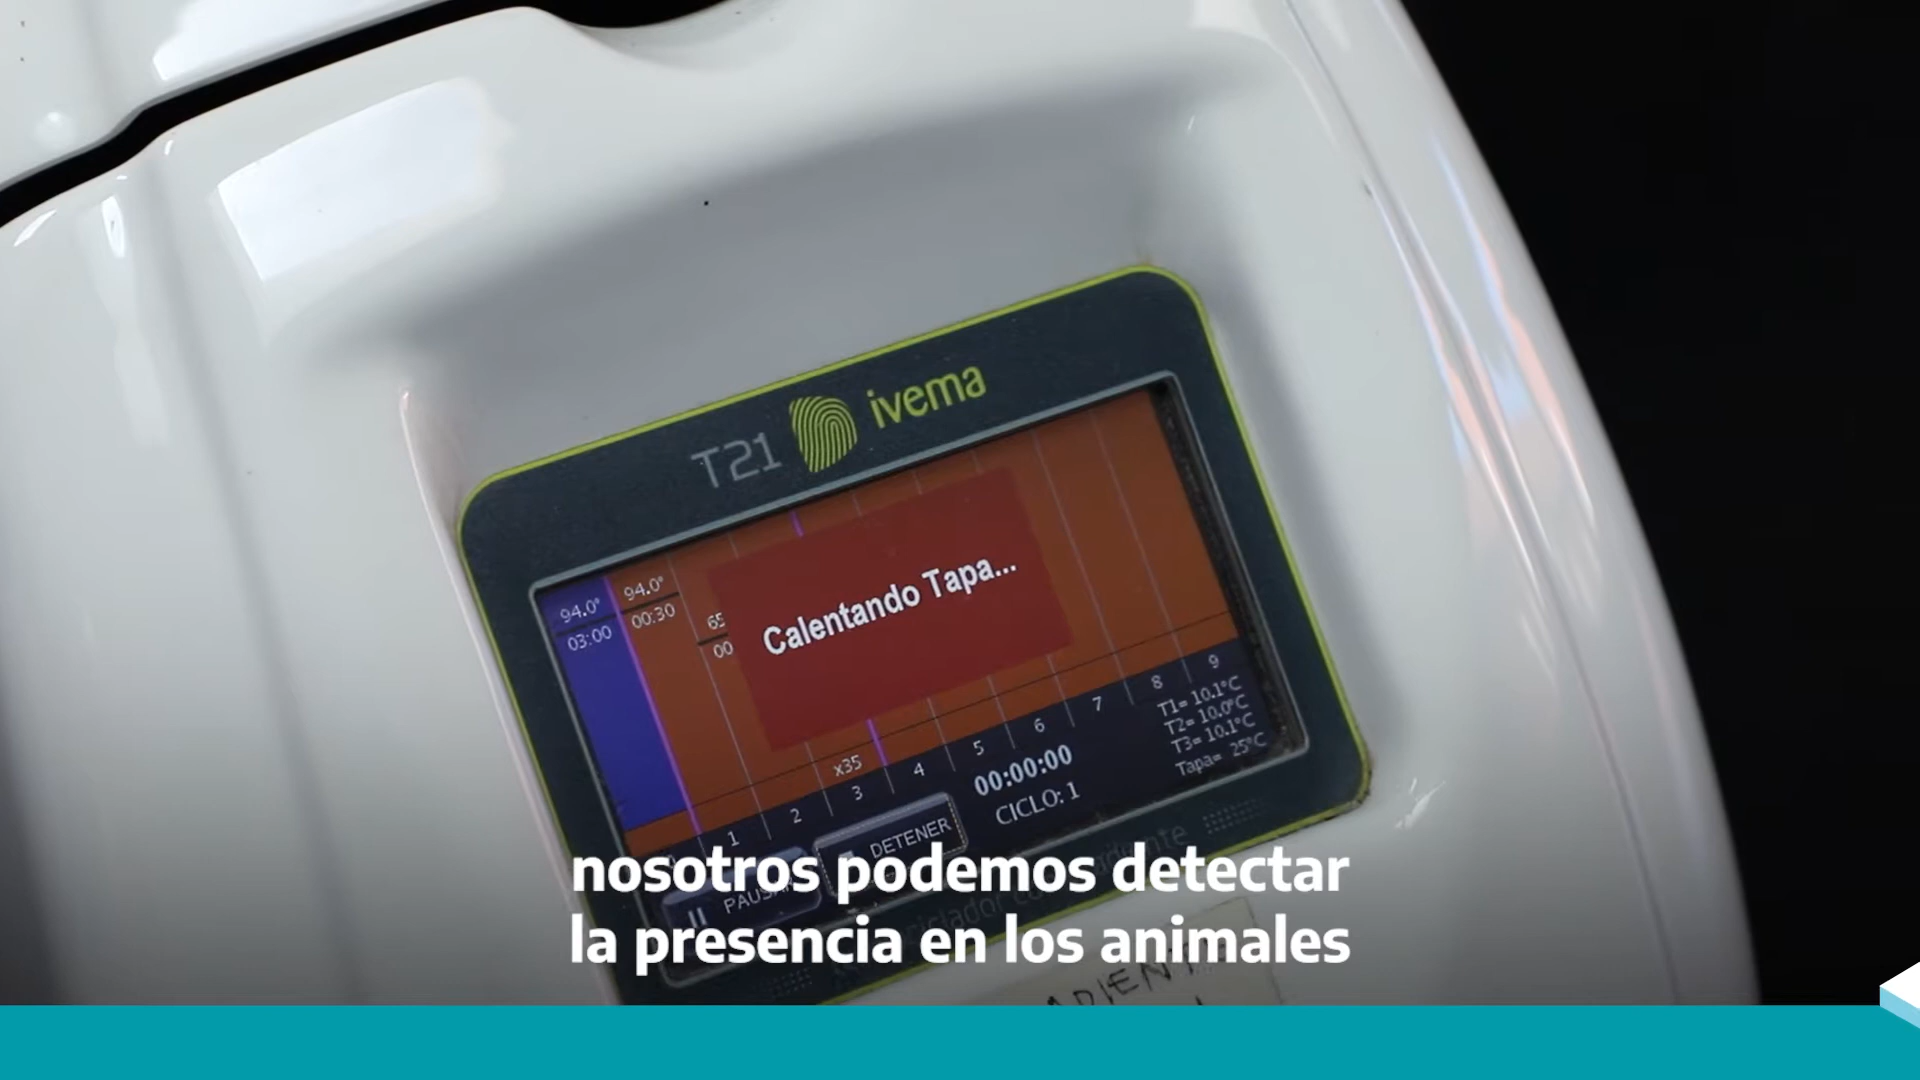 T21 ivema
94.0° 94.0°
03:00 00:30
65
00
Calentando Tapa...
x35
1 2 3 4 5 6 7 8 9
00:00:00
CICLO: 1
T1= 10.1°C
T2= 10.0°C
T3= 10.1°C
Tapa= 25°C
DETENER
nosotros podemos detectar
la presencia en los animales